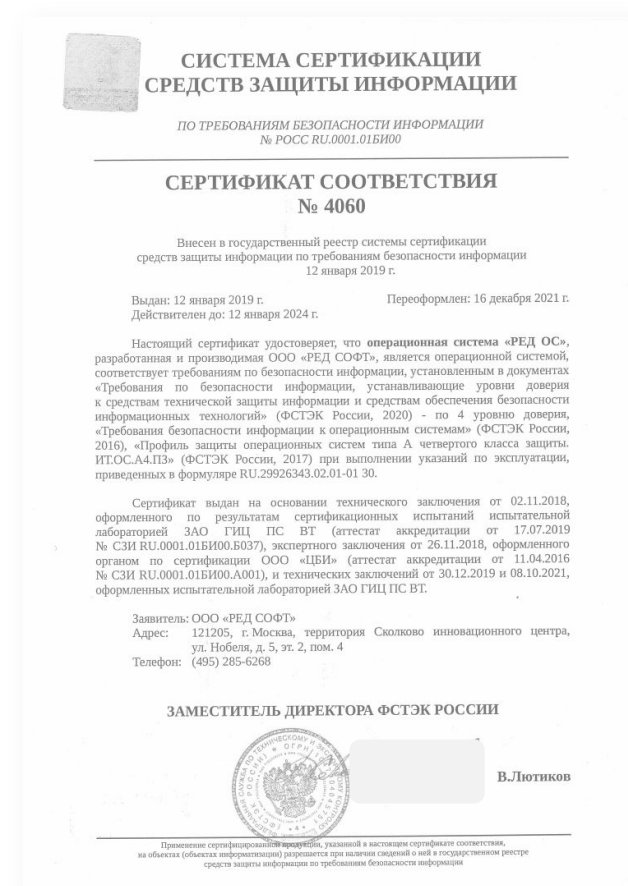 СИСТЕМА СЕРТИФИКАЦИИ
СРЕДСТВ ЗАЩИТЫ ИНФОРМАЦИИ
ПО ТРЕБОВАНИЯМ БЕЗОПАСНОСТИ ИНФОРМАЦИИ
№ РОСС RU.0001.01БИ00
СЕРТИФИКАТ СООТВЕТСТВИЯ
№ 4060
Внесен в государственный реестр системы сертификации
средств защиты информации по требованиям безопасности информации
12 января 2019 г.
Выдан: 12 января 2019 г. Переоформлен: 16 декабря 2021 г.
Действителен до: 12 января 2024 г.
Настоящий сертификат удостоверяет, что операционная система «РЕД ОС»,
разработанная и производимая ООО «РЕД СОФТ», является операционной системой,
соответствует требованиям по безопасности информации, установленным в документах
«Требования по безопасности информации, устанавливающие уровни доверия
к средствам технической защиты информации и средствам обеспечения безопасности
информационных технологий» (ФСТЭК России, 2020) - по 4 уровню доверия,
«Требования безопасности информации к операционным системам» (ФСТЭК России,
2016), «Профиль защиты операционных систем типа А четвертого класса защиты.
ИТ.ОС.А4.ПЗ» (ФСТЭК России, 2017) при выполнении указаний по эксплуатации,
приведенных в формуляре RU.29926343.02.01-01 30.
Сертификат выдан на основании технического заключения от 02.11.2018,
оформленного по результатам сертификационных испытаний испытательной
лабораторией ЗАО ГИЦ ПС ВТ (аттестат аккредитации от 17.07.2019
№ СЗИ RU.0001.01БИ00.Б037), экспертного заключения от 26.11.2018, оформленного
органом по сертификации ООО «ЦБИ» (аттестат аккредитации от 11.04.2016
№ СЗИ RU.0001.01БИ00.А001), и технических заключений от 30.12.2019 и 08.10.2021,
оформленных испытательной лабораторией ЗАО ГИЦ ПС ВТ.
Заявитель: ООО «РЕД СОФТ»
Адрес: 121205, г. Москва, территория Сколково инновационного центра,
ул. Нобеля, д. 5, эт. 2, пом. 4
Телефон: (495) 285-6268
ЗАМЕСТИТЕЛЬ ДИРЕКТОРА ФСТЭК РОССИИ
В.Лютиков
Применение сертифицированной продукции, указанной в настоящем сертификате соответствия,
на объектах (объектах информатизации) разрешается при наличии сведений о ней в государственном реестре
средств защиты информации по требованиям безопасности информации